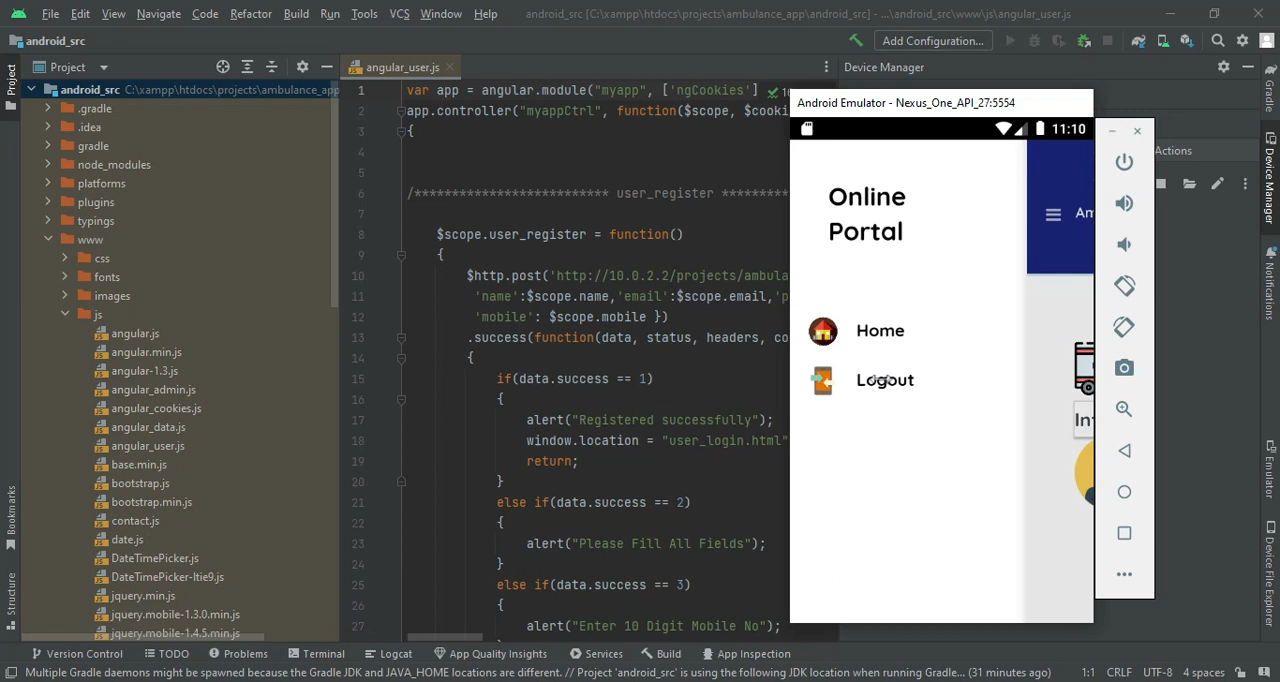 File Edit View Navigate Code Refactor Build Run Tools VCS Window Help android_src [C:\xampp\htdocs\projects\ambulance_app\android_src] - ...\android_src\www\js\angular_user.js
android_src
Add Configuration...
Project
angular_user.js
Device Manager
android_src C:\xampp\htdocs\projects\ambulance_app
.gradle
.idea
gradle
node_modules
platforms
plugins
typings
www
css
fonts
images
js
angular.js
angular.min.js
angular-1.3.js
angular_admin.js
angular_cookies.js
angular_data.js
angular_user.js
base.min.js
bootstrap.js
bootstrap.min.js
contact.js
date.js
DateTimePicker.js
DateTimePicker-ltie9.js
jquery.min.js
jquery.mobile-1.3.0.min.js
jquery.mobile-1.4.5.min.js
1 var app = angular.module("myapp", ['ngCookies']
2 app.controller("myappCtrl", function($scope, $cooki
3 {
4
5
6 /************************** user_register *********
7
8 $scope.user_register = function()
9 {
10 $http.post('http://10.0.2.2/projects/ambula
11 'name':$scope.name,'email':$scope.email,'p
12 'mobile': $scope.mobile })
13 .success(function(data, status, headers, co
14 {
15 if(data.success == 1)
16 {
17 alert("Registered successfully");
18 window.location = "user_login.html"
19 return;
20 }
21 else if(data.success == 2)
22 {
23 alert("Please Fill All Fields");
24 }
25 else if(data.success == 3)
26 {
27 alert("Enter 10 Digit Mobile No");
Android Emulator - Nexus_One_API_27:5554
11:10
Online
Portal
Am
Home
Logout
Int
Actions
Project
Bookmarks
Structure
Gradle
Device Manager
Notifications
Emulator
Device File Explorer
Version Control TODO Problems Terminal Logcat App Quality Insights Services Build App Inspection
Multiple Gradle daemons might be spawned because the Gradle JDK and JAVA_HOME locations are different. // Project 'android_src' is using the following JDK location when running Gradle... (31 minutes ago) 1:1 CRLF UTF-8 4 spaces